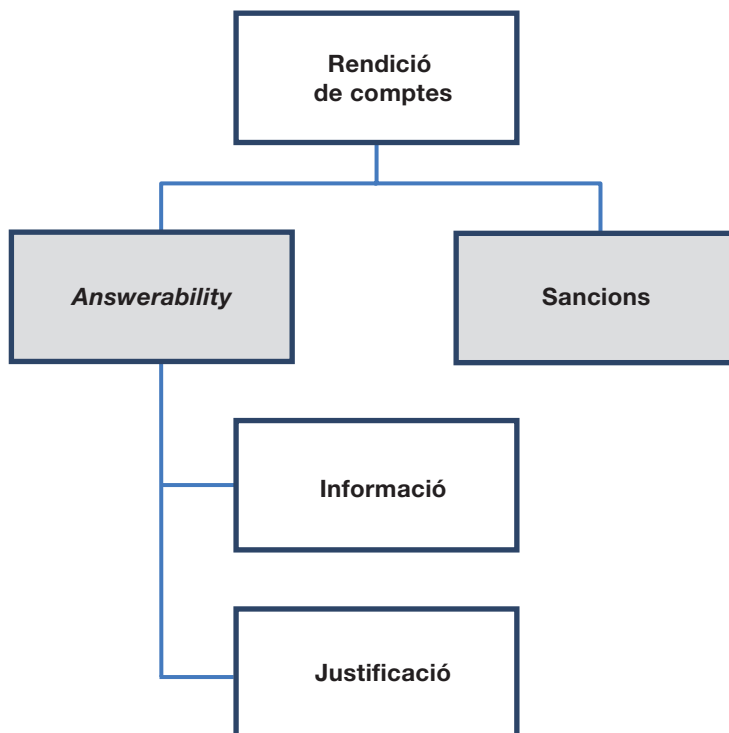 Rendició
de comptes
Answerability
Sancions
Informació
Justificació